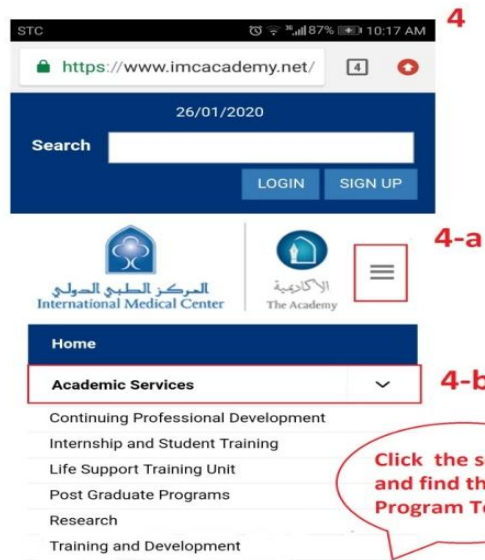 4
STC 87% 10:17 AM
https://www.imcacademy.net/ 4
26/01/2020
Search
LOGIN SIGN UP
4-a
المركز الطبي الدولي
International Medical Center
الأكاديمية
The Academy
Home
4-b
Academic Services
Continuing Professional Development
Internship and Student Training
Life Support Training Unit
Post Graduate Programs
Research
Training and Development
Click the
and find
Program